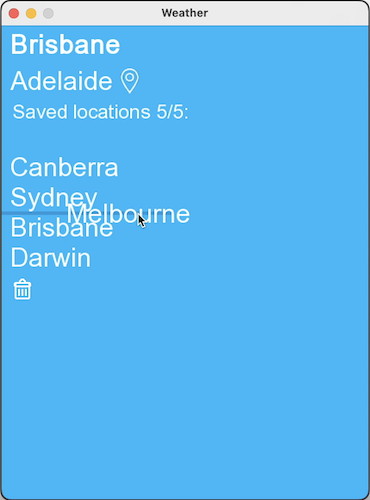 Weather
Brisbane
Adelaide
Saved locations 5/5:
Canberra
Sydney
Melbourne
Brisbane
Darwin